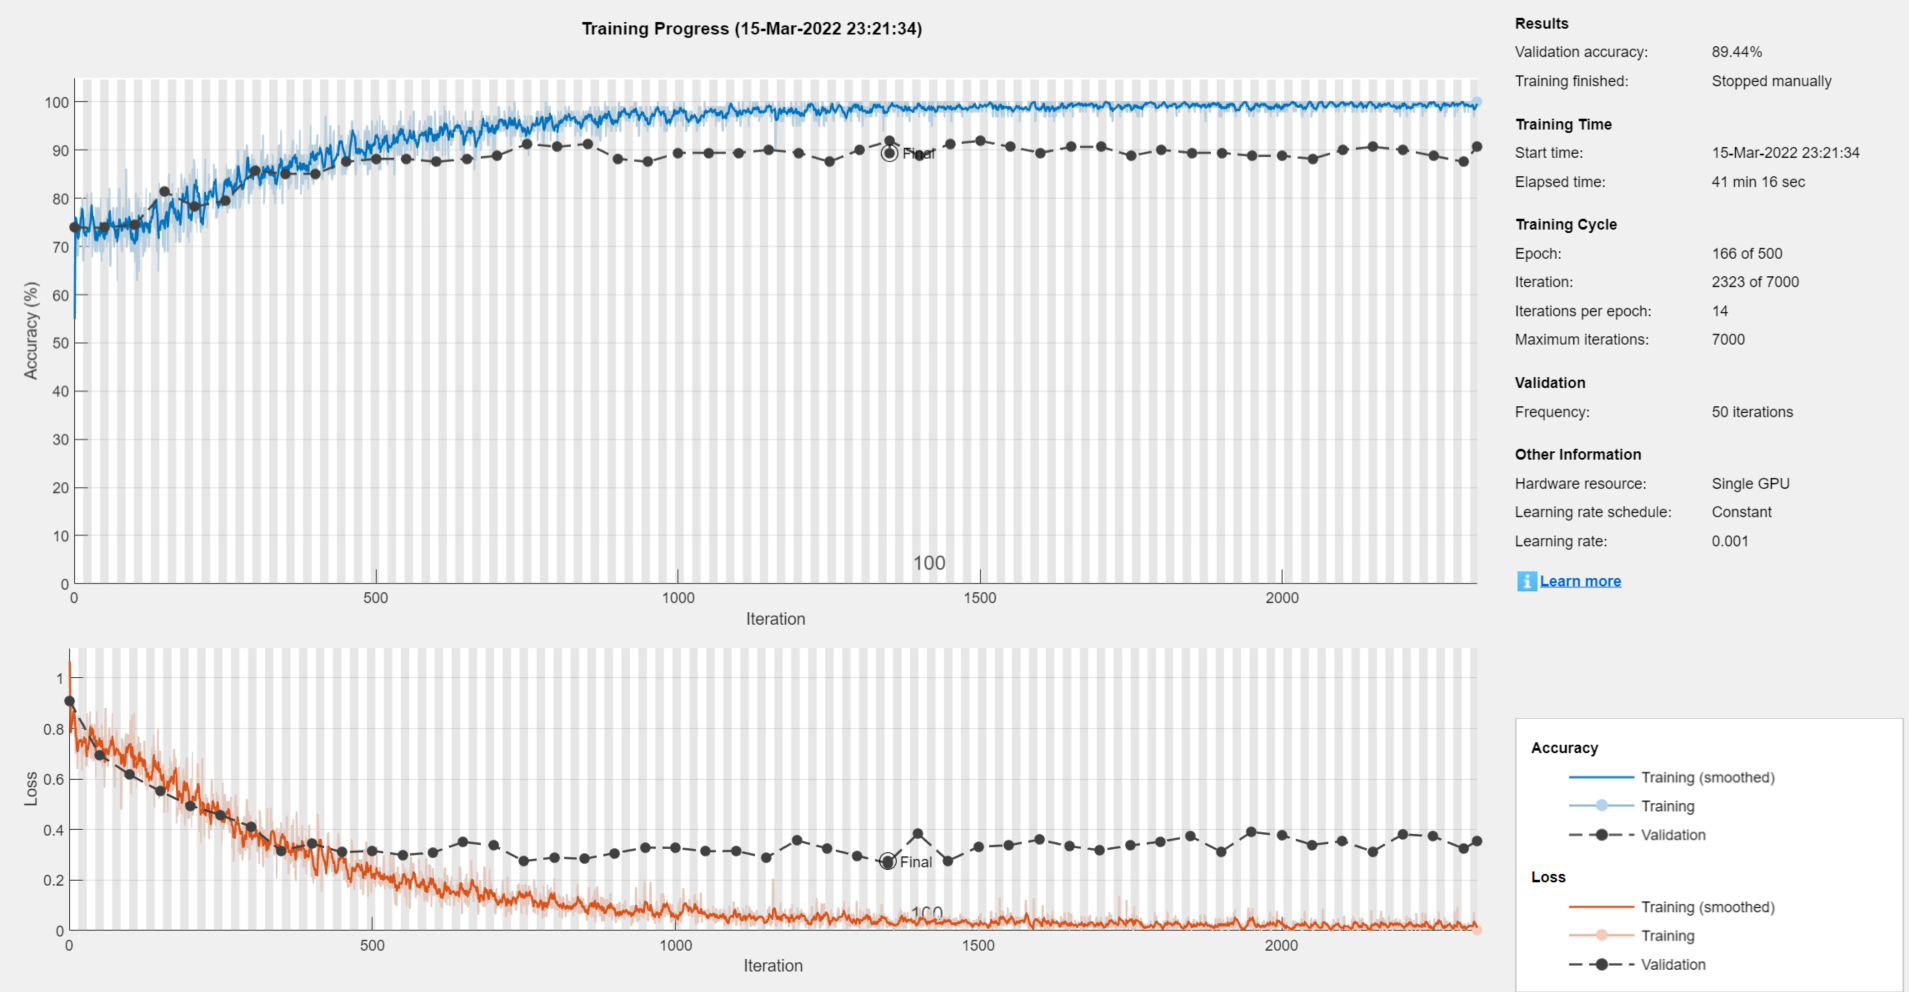 Training Progress (15-Mar-2022 23:21:34)
Accuracy (%)
100
90
80
70
60
50
40
30
20
10
0
Final
100
0 500 1000 1500 2000
Iteration
Loss
1
0.8
0.6
0.4
0.2
0
Final
100
0 500 1000 1500 2000
Iteration
Results
Validation accuracy: 89.44%
Training finished: Stopped manually
Training Time
Start time: 15-Mar-2022 23:21:34
Elapsed time: 41 min 16 sec
Training Cycle
Epoch: 166 of 500
Iteration: 2323 of 7000
Iterations per epoch: 14
Maximum iterations: 7000
Validation
Frequency: 50 iterations
Other Information
Hardware resource: Single GPU
Learning rate schedule: Constant
Learning rate: 0.001
i Learn more
Accuracy
Training (smoothed)
Training
Validation
Loss
Training (smoothed)
Training
Validation